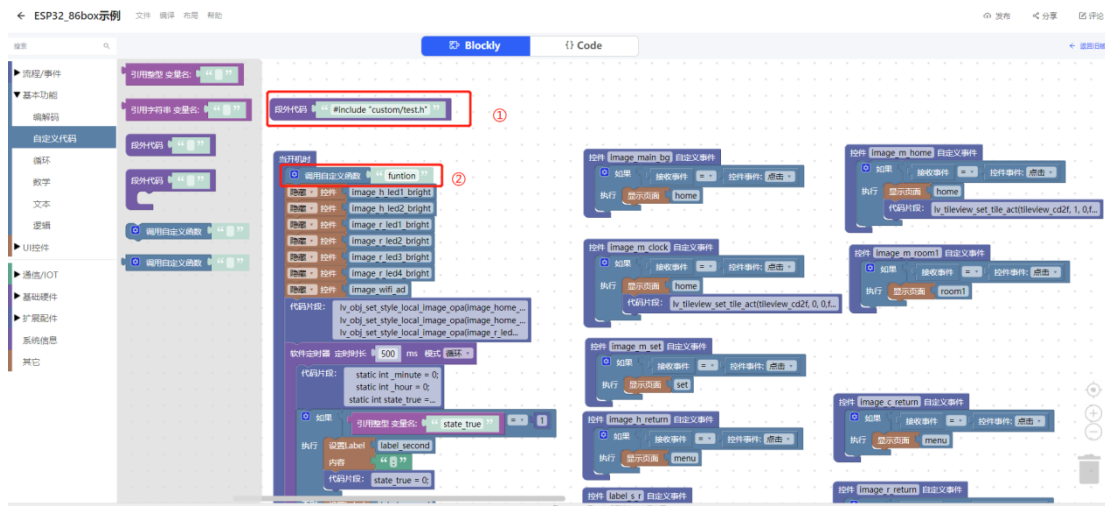 ← ESP32_86box示例 文件 编译 布局 帮助 发布 分享 评论
搜索 Blockly {} Code
流程/事件
基本功能
编解码
自定义代码
循环
数学
文本
逻辑
UI控件
通信/IOT
基础硬件
扩展配件
系统信息
其它
引用整型 变量名: “ ”
引用字符串 变量名: “ ”
段外代码 “ ”
段外代码 “ ”
调用自定义函数 “ ”
调用自定义函数 “ ”
段外代码 “ #include "custom/test.h" ”
①
当开机时
调用自定义函数 “ funtion ”
②
隐藏 控件 image_h_led1_bright
隐藏 控件 image_h_led2_bright
隐藏 控件 image_r_led1_bright
隐藏 控件 image_r_led2_bright
隐藏 控件 image_r_led3_bright
隐藏 控件 image_r_led4_bright
隐藏 控件 image_wifi_ad
代码片段: lv_obj_set_style_local_image_opa(image_home_...
lv_obj_set_style_local_image_opa(image_home_...
lv_obj_set_style_local_image_opa(image_r_led...
软件定时器 定时时长 500 ms 模式 循环
代码片段: static int _minute = 0;
static int _hour = 0;
static int state_true =...
如果 引用整型 变量名: “ state_true ” = 1
执行 设置Label label_second
内容 “ ”
代码片段: state_true = 0;
控件 image_main_bg 自定义事件
如果 接收事件 = 控件事件: 点击
执行 显示页面 home
控件 image_m_clock 自定义事件
如果 接收事件 = 控件事件: 点击
执行 显示页面 home
代码片段: lv_tileview_set_tile_act(tileview_cd2f, 0, 0,f...
控件 image_m_set 自定义事件
如果 接收事件 = 控件事件: 点击
执行 显示页面 set
控件 image_h_return 自定义事件
如果 接收事件 = 控件事件: 点击
执行 显示页面 menu
控件 label_s_r 自定义事件
控件 image_m_home 自定义事件
如果 接收事件 = 控件事件: 点击
执行 显示页面 home
代码片段: lv_tileview_set_tile_act(tileview_cd2f, 1, 0,f...
控件 image_m_room1 自定义事件
如果 接收事件 = 控件事件: 点击
执行 显示页面 room1
控件 image_c_return 自定义事件
如果 接收事件 = 控件事件: 点击
执行 显示页面 menu
控件 image_r_return 自定义事件